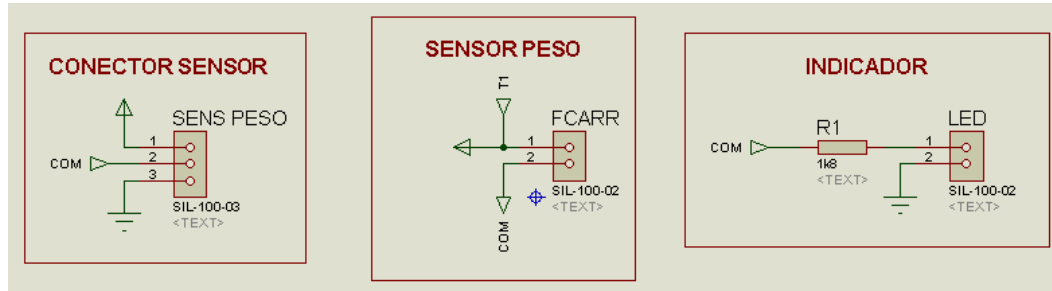 CONECTOR SENSOR
SENS PESO
COM
1
2
3
SIL-100-03
<TEXT>
SENSOR PESO
T1
FCARR
1
2
SIL-100-02
<TEXT>
COM
INDICADOR
COM
R1
1k8
<TEXT>
LED
1
2
SIL-100-02
<TEXT>